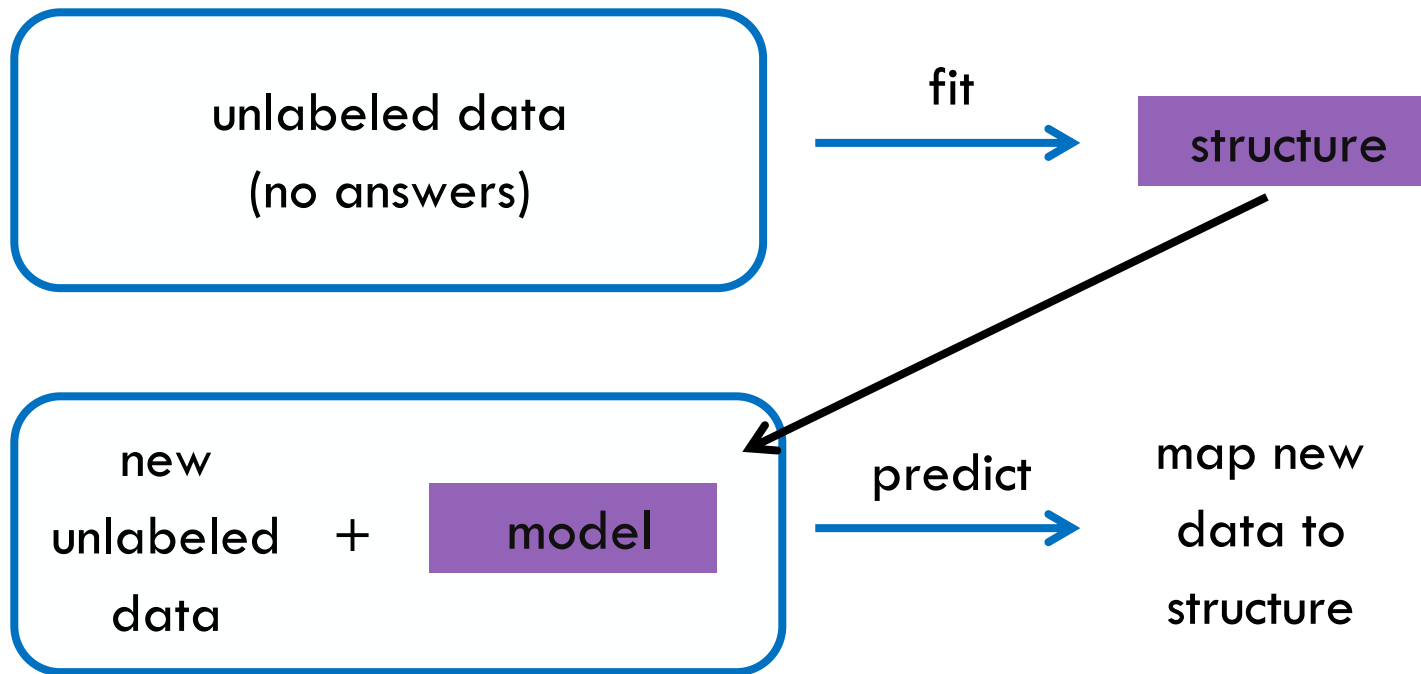 unlabeled data
(no answers)
fit
structure
new
unlabeled
data
+
model
predict
map new
data to
structure